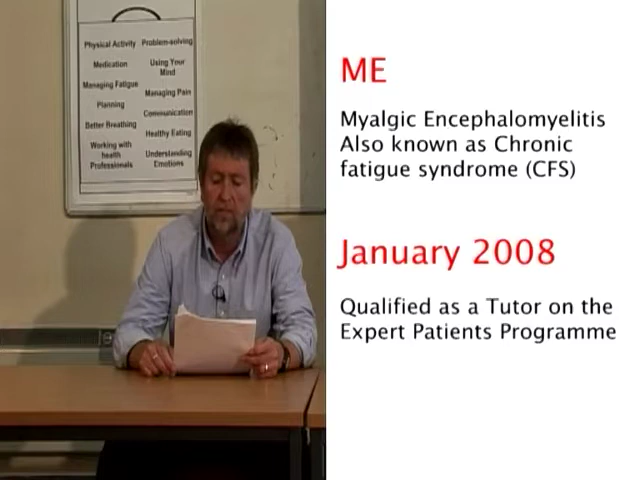 Physical Activity
Medication
Managing Fatigue
Planning
Better Breathing
Working with
health
Professionals
Problem-solving
Using Your
Mind
Managing Pain
Communication
Healthy Eating
Understanding
Emotions
ME
Myalgic Encephalomyelitis
Also known as Chronic
fatigue syndrome (CFS)
January 2008
Qualified as a Tutor on the
Expert Patients Programme